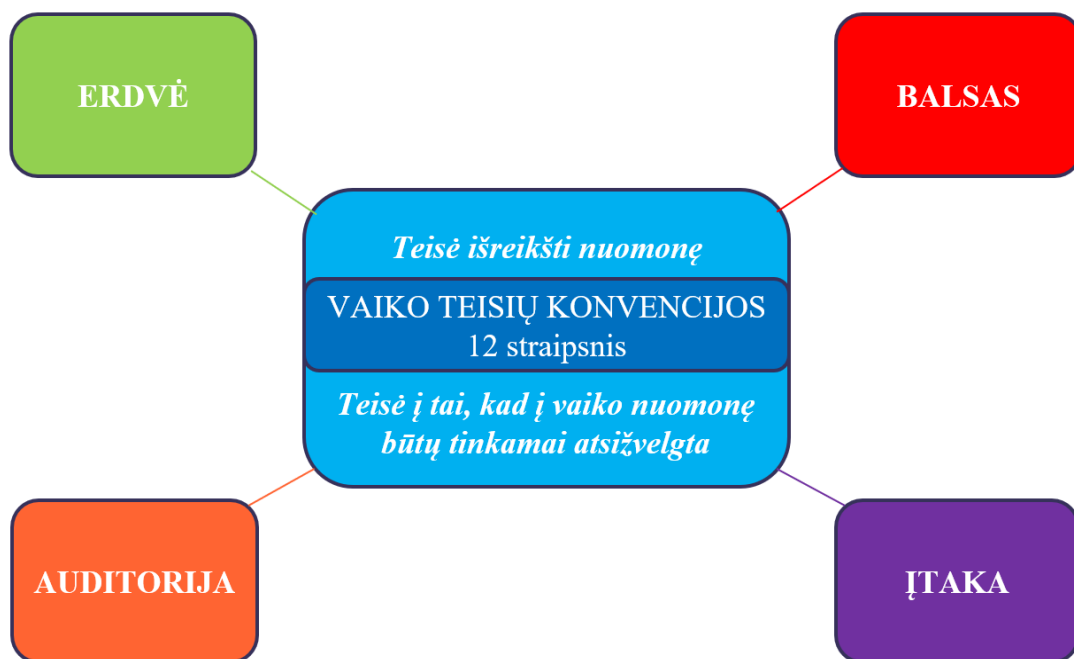 ERDVĖ
BALSAS
Teisė išreikšti nuomonę
VAIKO TEISIŲ KONVENCIJOS
12 straipsnis
Teisė į tai, kad į vaiko nuomonę
būtų tinkamai atsižvelgta
AUDITORIJA
ĮTAKA